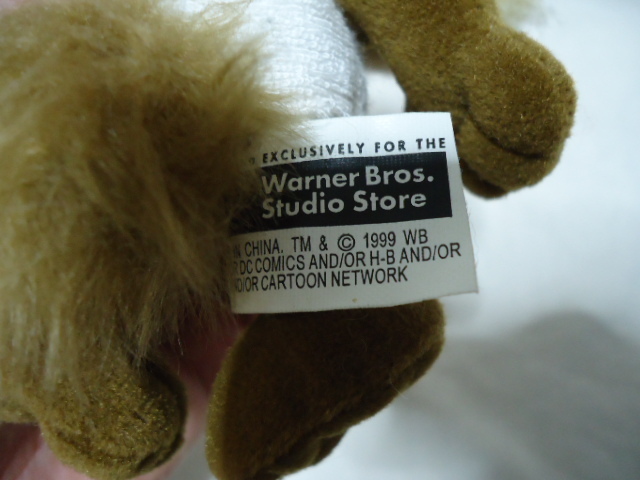 EXCLUSIVELY FOR THE
Warner Bros.
Studio Store
CHINA. TM & © 1999 WB
DC COMICS AND/OR H-B AND/OR
CARTOON NETWORK